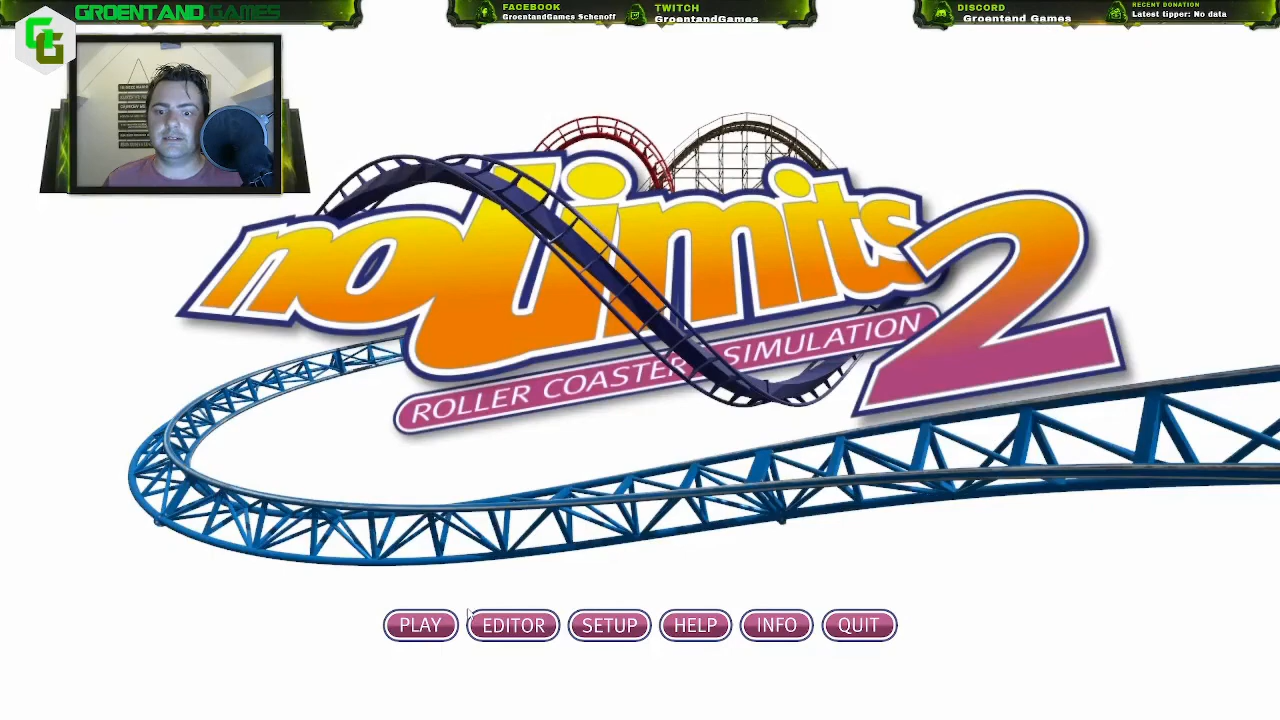 GROENTAND GAMES
FACEBOOK
GroentandGames Schenoff
TWITCH
GroentandGames
DISCORD
Groentand Games
RECENT DONATION
Latest tipper: No data
GG
noLimits 2
ROLLER COASTER SIMULATION
PLAY
EDITOR
SETUP
HELP
INFO
QUIT